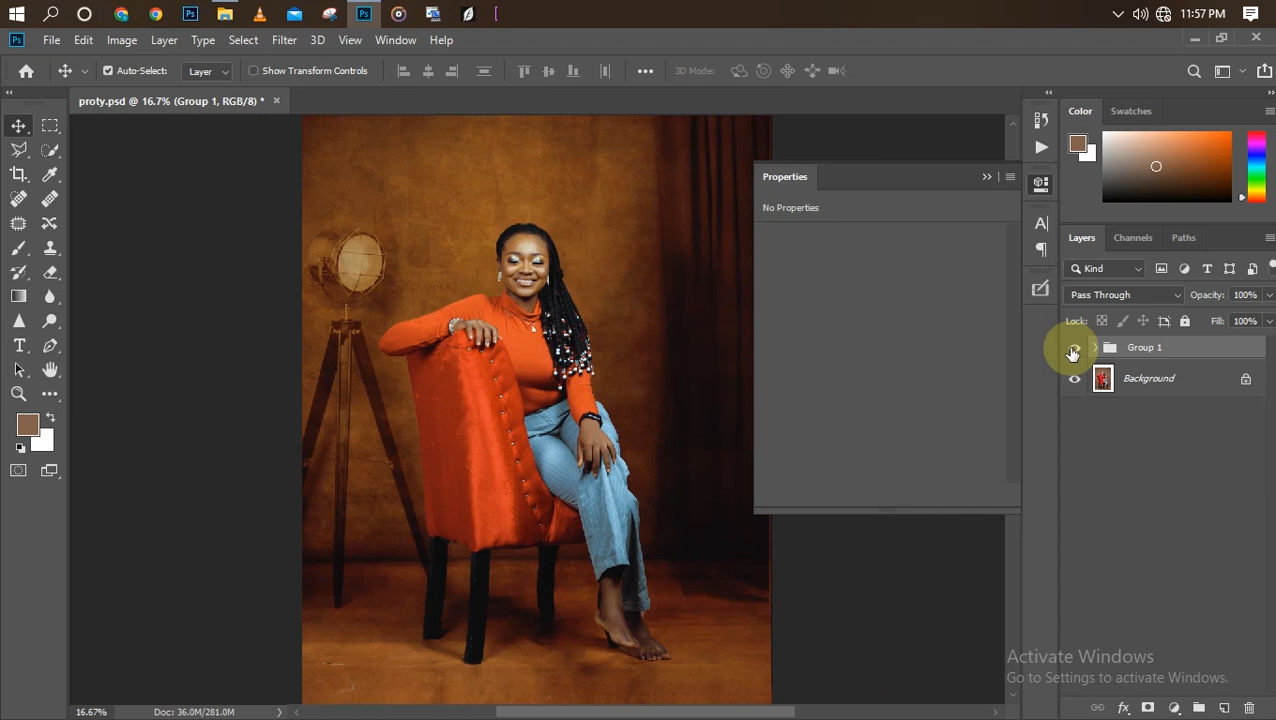 11:57 PM
File Edit Image Layer Type Select Filter 3D View Window Help
Auto-Select: Layer Show Transform Controls 3D Mode:
proty.psd @ 16.7% (Group 1, RGB/8) *
Color Swatches
Properties
No Properties
Layers Channels Paths
Kind
Pass Through Opacity: 100%
Lock: Fill: 100%
Group 1
Background
Activate Windows
Go to Settings to activate Windows.
16.67% Doc: 36.0M/281.0M